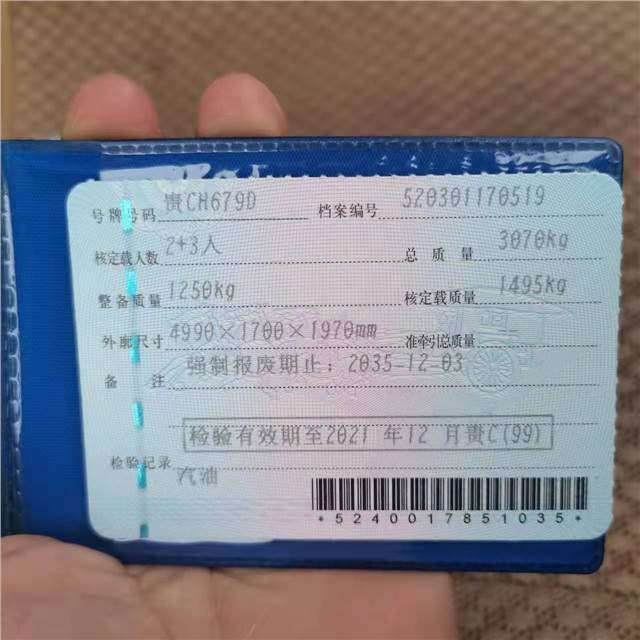 号牌号码 贵CH679D 档案编号 520301170519
核定载人数 2+3人 总质量 3070kg
整备质量 1250kg 核定载质量 1495kg
外廓尺寸 4990×1700×1970mm 准牵引总质量
备注 强制报废期止：2035-12-03
检验有效期至2021 年12 月贵C(99)
检验记录 汽油
*5240017851035*